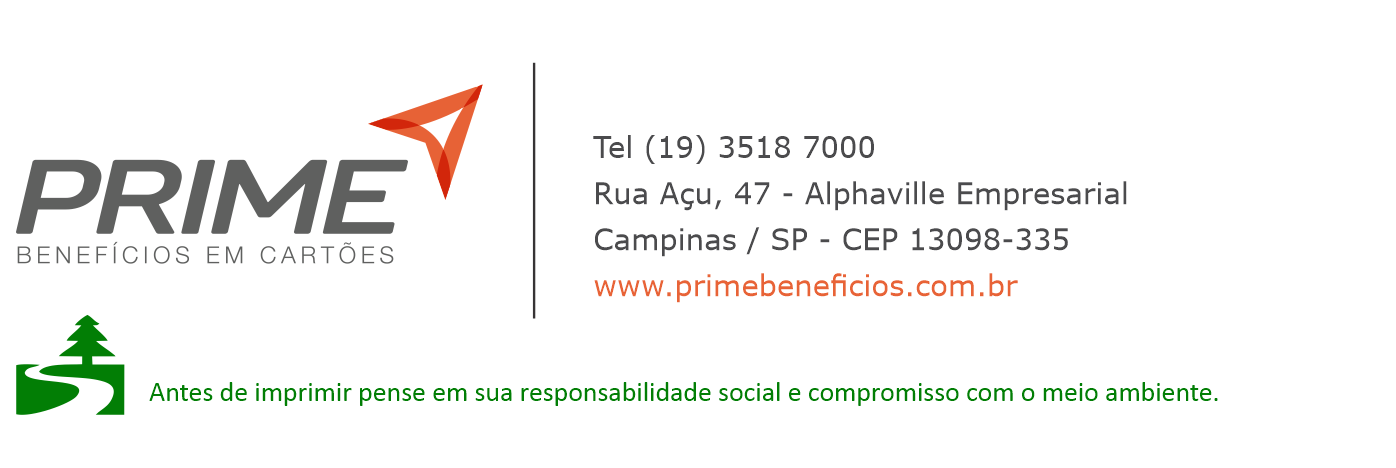 PRIME
BENEFÍCIOS EM CARTÕES
Tel (19) 3518 7000
Rua Açu, 47 - Alphaville Empresarial
Campinas / SP - CEP 13098-335
www.primebeneficios.com.br
Antes de imprimir pense em sua responsabilidade social e compromisso com o meio ambiente.